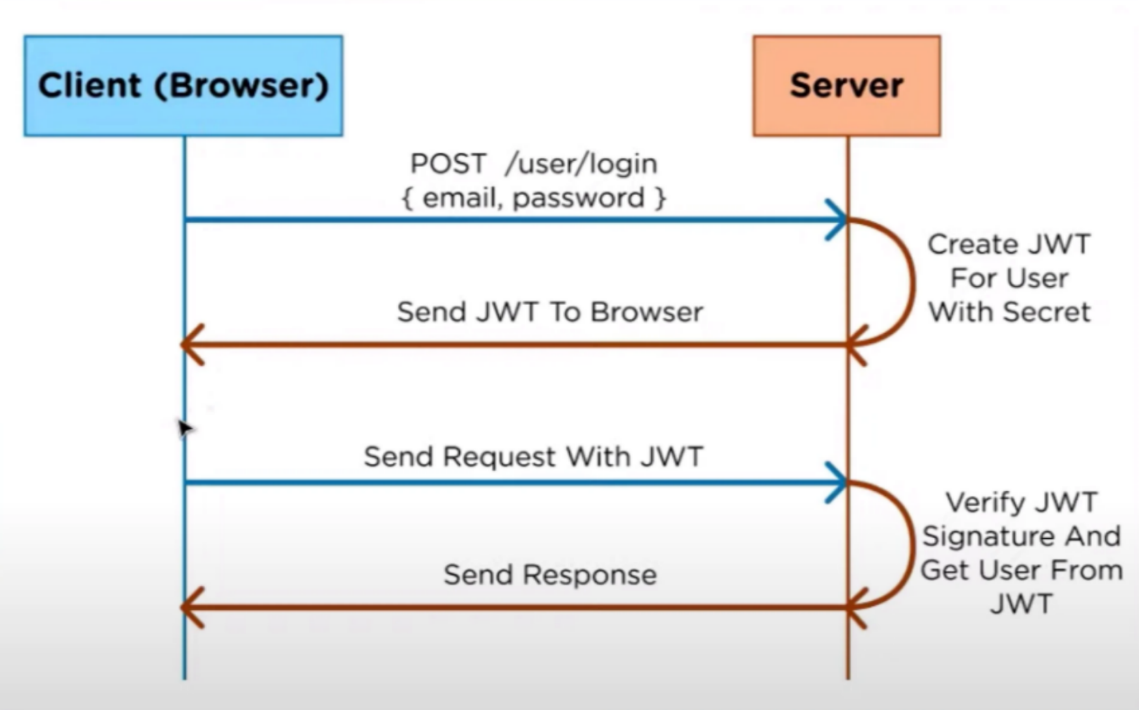 Client (Browser)
Server
POST /user/login
{ email, password }
Create JWT
For User
With Secret
Send JWT To Browser
Send Request With JWT
Verify JWT
Signature And
Get User From
JWT
Send Response